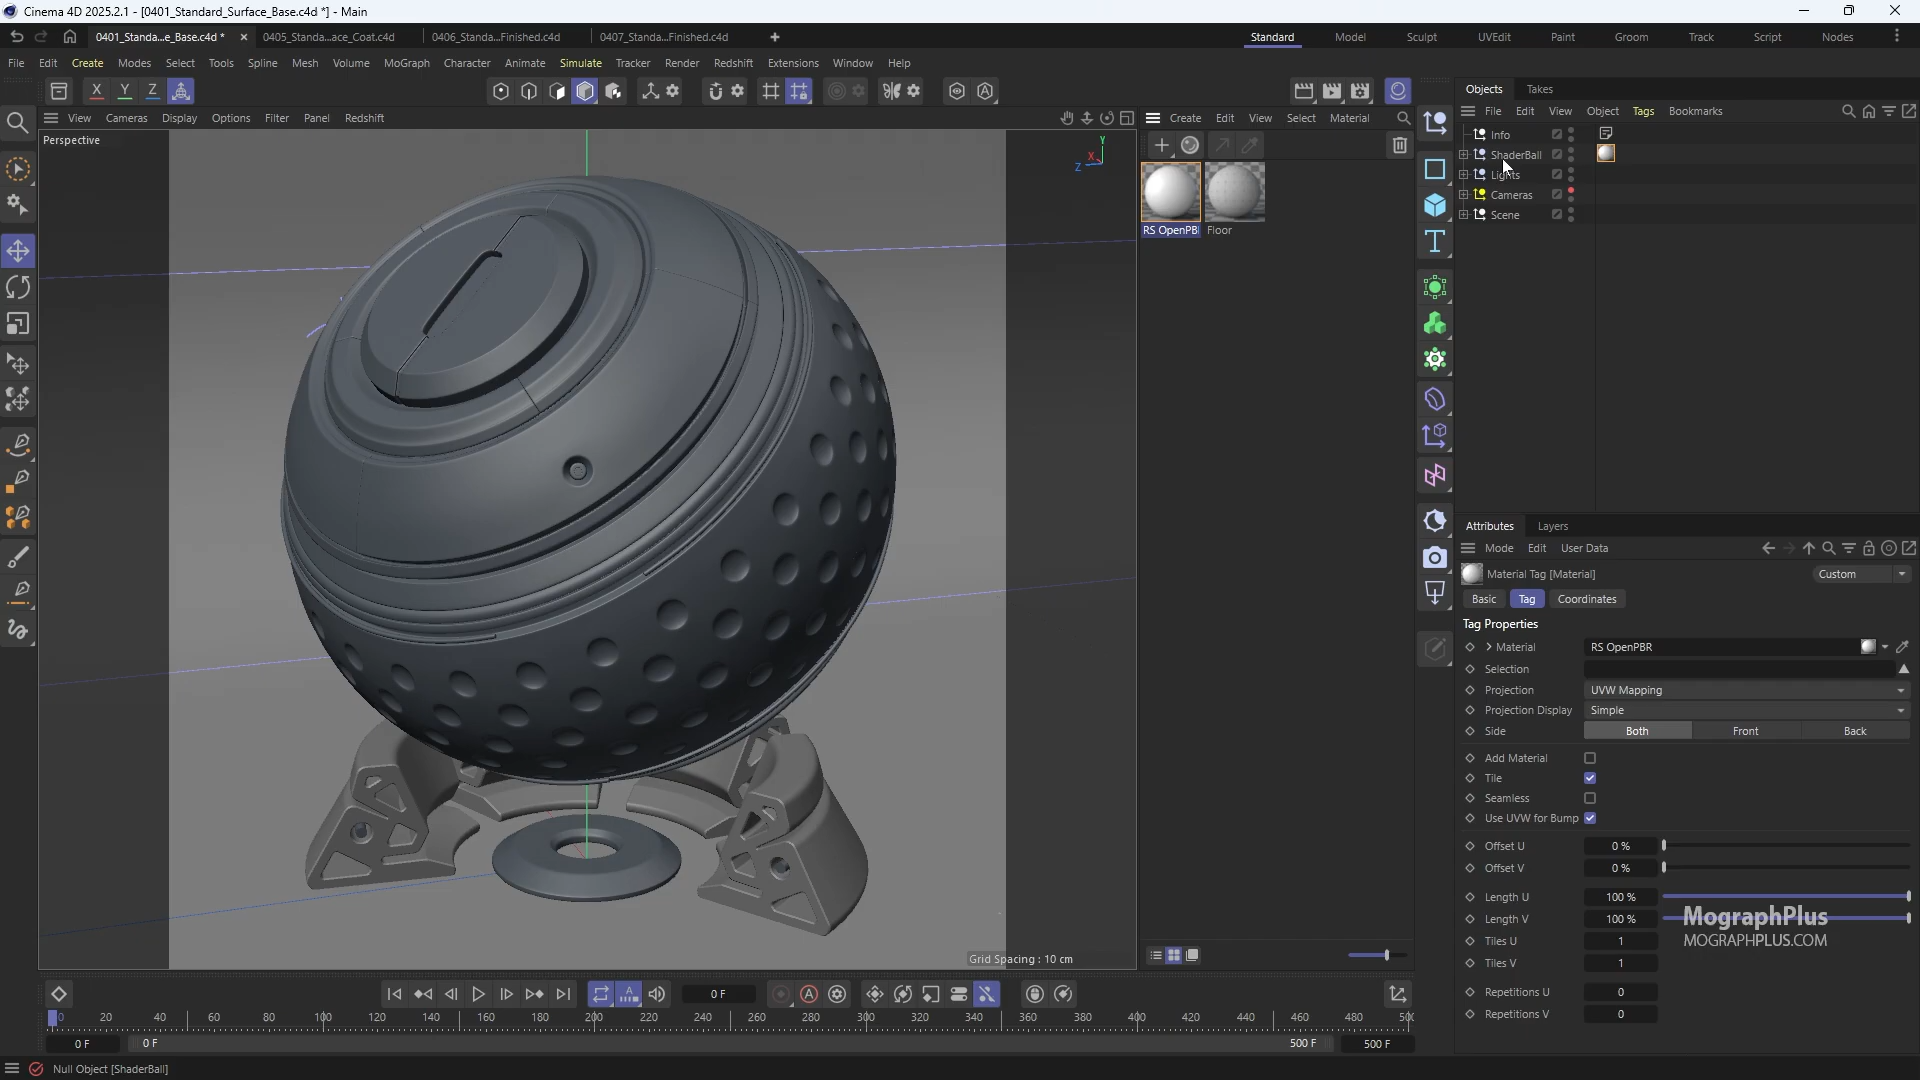 Cinema 4D 2025.2.1 - [0401_Standard_Surface_Base.c4d *] - Main
0401_Standa...e_Base.c4d *
0405_Standa...ace_Coat.c4d
0406_Standa...Finished.c4d
0407_Standa...Finished.c4d
Standard Model Sculpt UVEdit Paint Groom Track Script Nodes
File Edit Create Modes Select Tools Spline Mesh Volume MoGraph Character Animate Simulate Tracker Render Redshift Extensions Window Help
X Y Z
Objects Takes
View Cameras Display Options Filter Panel Redshift
Create Edit View Select Material
File Edit View Object Tags Bookmarks
Perspective
Y
X
Z
Info
ShaderBall
Lights
Cameras
Scene
RS OpenPB
Floor
Attributes Layers
Mode Edit User Data
Material Tag [Material]
Custom
Basic Tag Coordinates
Tag Properties
Material RS OpenPBR
Selection
Projection UVW Mapping
Projection Display Simple
Side Both Front Back
Add Material
Tile
Seamless
Use UVW for Bump
Offset U 0 %
Offset V 0 %
Length U 100 %
Length V 100 %
Tiles U 1
Tiles V 1
Repetitions U 0
Repetitions V 0
MographPlus
MOGRAPHPLUS.COM
Grid Spacing : 10 cm
0 F
0 20 40 60 80 100 120 140 160 180 200 220 240 260 280 300 320 340 360 380 400 420 440 460 480 50
0 F 0 F 500 F 500 F
Null Object [ShaderBall]